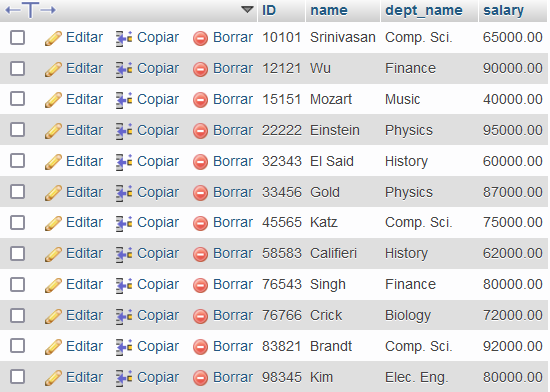 ID name dept_name salary
Editar Copiar Borrar 10101 Srinivasan Comp. Sci. 65000.00
Editar Copiar Borrar 12121 Wu Finance 90000.00
Editar Copiar Borrar 15151 Mozart Music 40000.00
Editar Copiar Borrar 22222 Einstein Physics 95000.00
Editar Copiar Borrar 32343 El Said History 60000.00
Editar Copiar Borrar 33456 Gold Physics 87000.00
Editar Copiar Borrar 45565 Katz Comp. Sci. 75000.00
Editar Copiar Borrar 58583 Califieri History 62000.00
Editar Copiar Borrar 76543 Singh Finance 80000.00
Editar Copiar Borrar 76766 Crick Biology 72000.00
Editar Copiar Borrar 83821 Brandt Comp. Sci. 92000.00
Editar Copiar Borrar 98345 Kim Elec. Eng. 80000.00